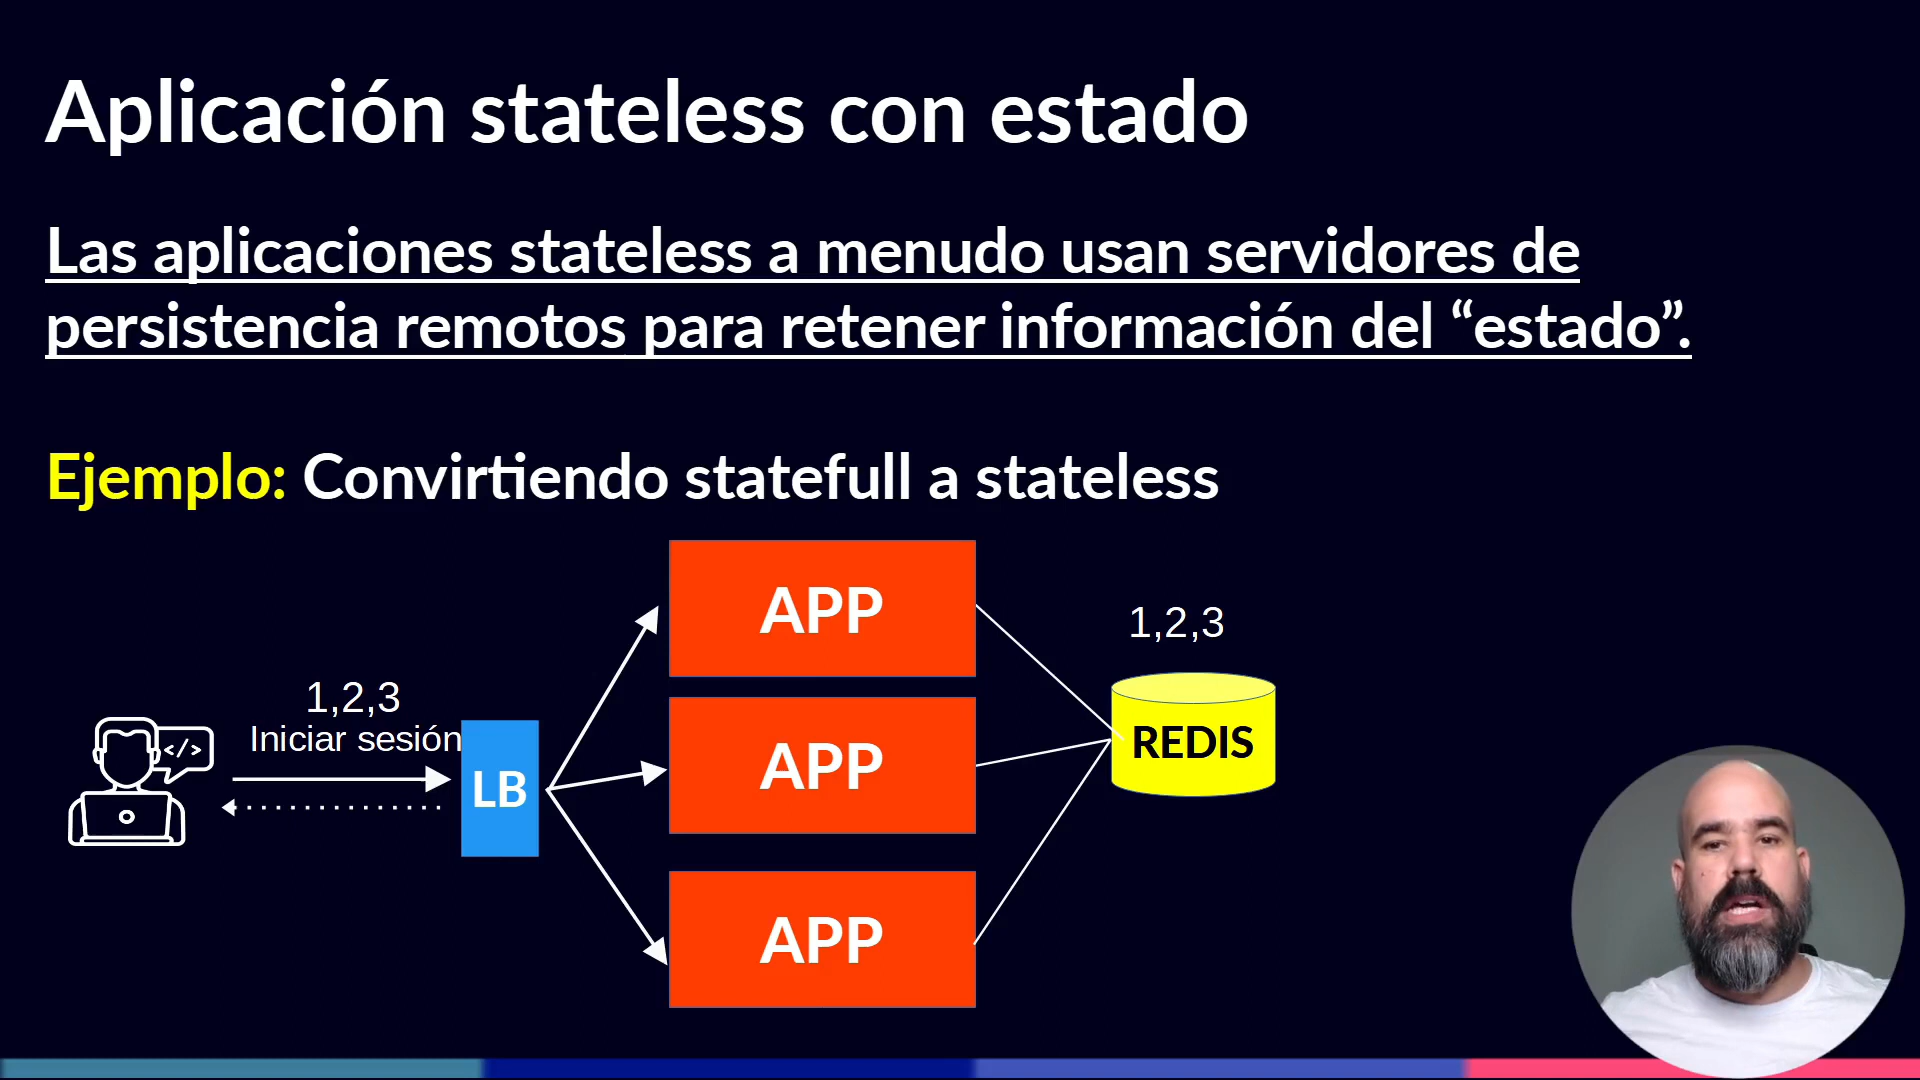 Aplicación stateless con estado
Las aplicaciones stateless a menudo usan servidores de
persistencia remotos para retener información del “estado”.
Ejemplo: Convirtiendo statefull a stateless
APP
1,2,3
1,2,3
Iniciar sesión
</>
LB
APP
REDIS
APP